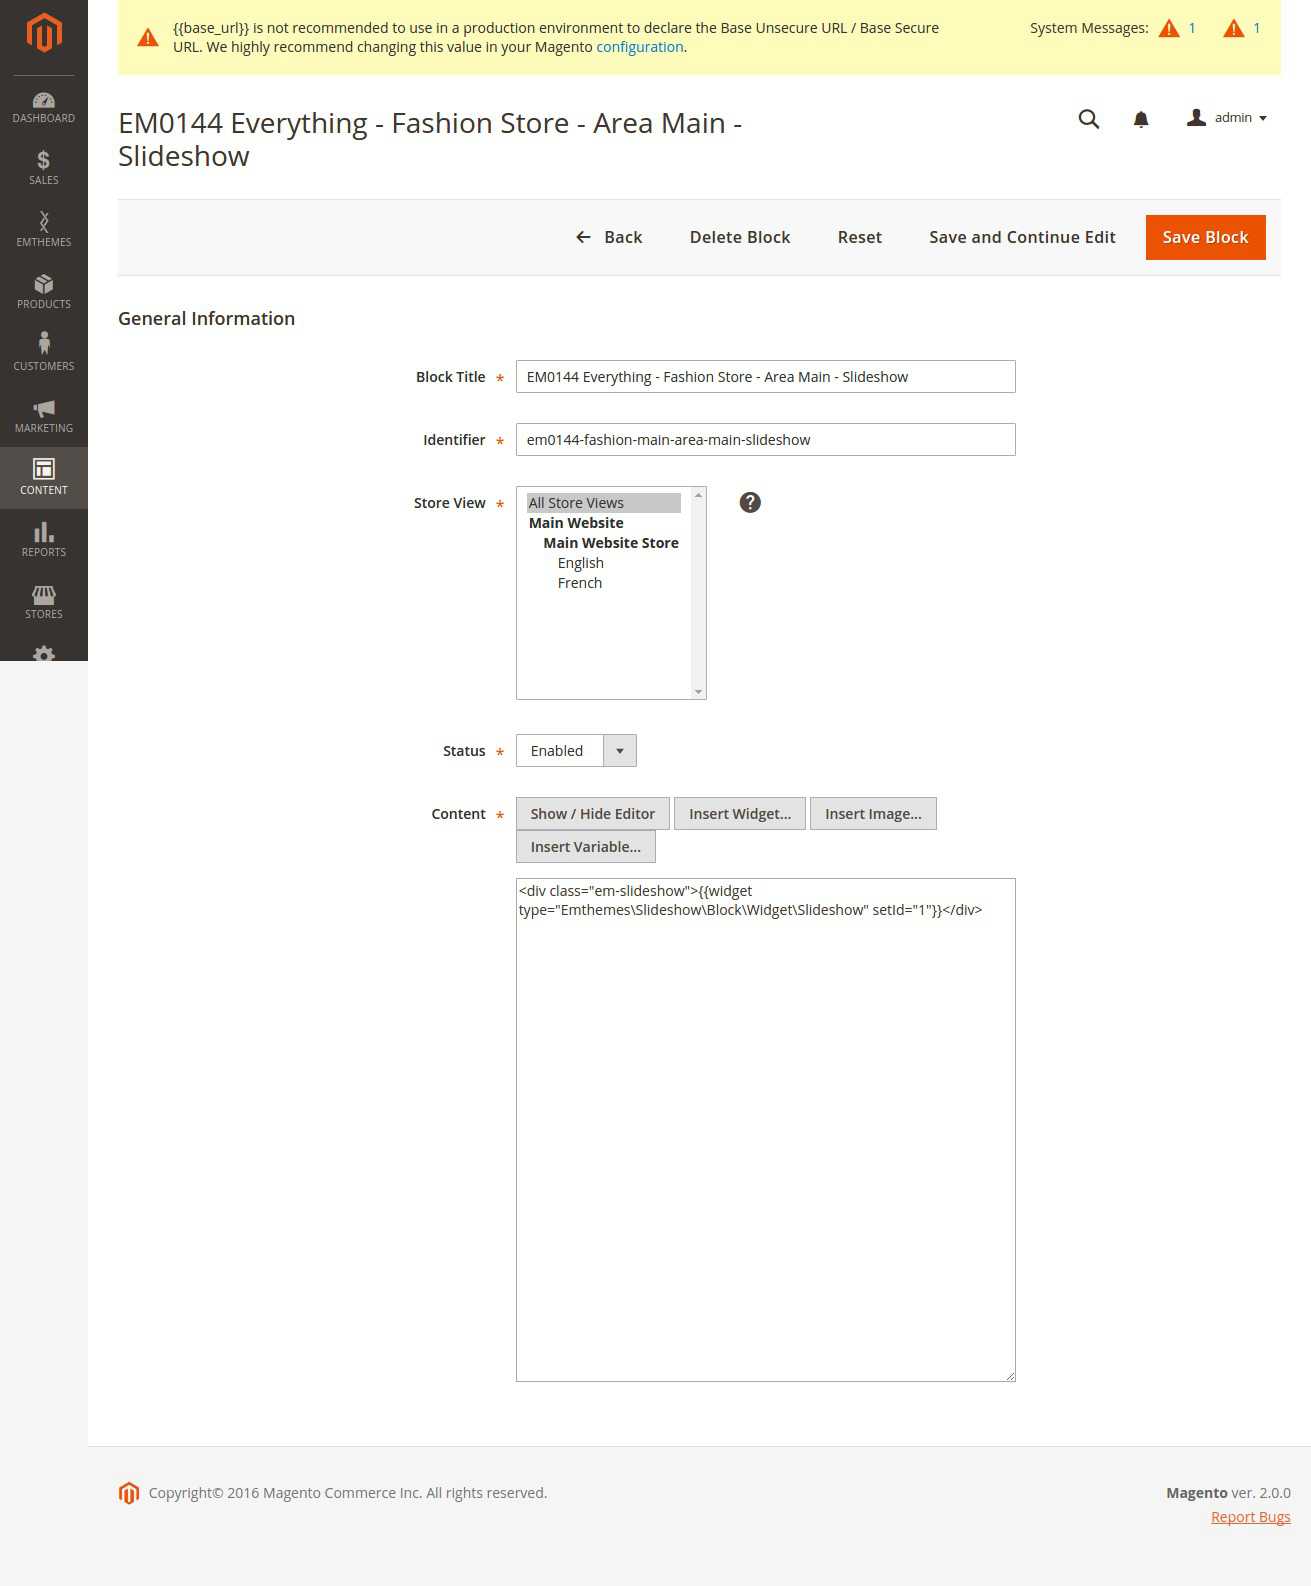 {{base_url}} is not recommended to use in a production environment to declare the Base Unsecure URL / Base Secure
URL. We highly recommend changing this value in your Magento configuration.
System Messages: 1 1
EM0144 Everything - Fashion Store - Area Main -
Slideshow
admin
DASHBOARD
SALES
EMTHEMES
PRODUCTS
CUSTOMERS
MARKETING
CONTENT
REPORTS
STORES
Back Delete Block Reset Save and Continue Edit Save Block
General Information
Block Title * EM0144 Everything - Fashion Store - Area Main - Slideshow
Identifier * em0144-fashion-main-area-main-slideshow
Store View * All Store Views
Main Website
Main Website Store
English
French
Status * Enabled
Content * Show / Hide Editor Insert Widget... Insert Image...
Insert Variable...
<div class="em-slideshow">{{widget
type="Emthemes\Slideshow\Block\Widget\Slideshow" setId="1"}}</div>
Copyright© 2016 Magento Commerce Inc. All rights reserved.
Magento ver. 2.0.0
Report Bugs